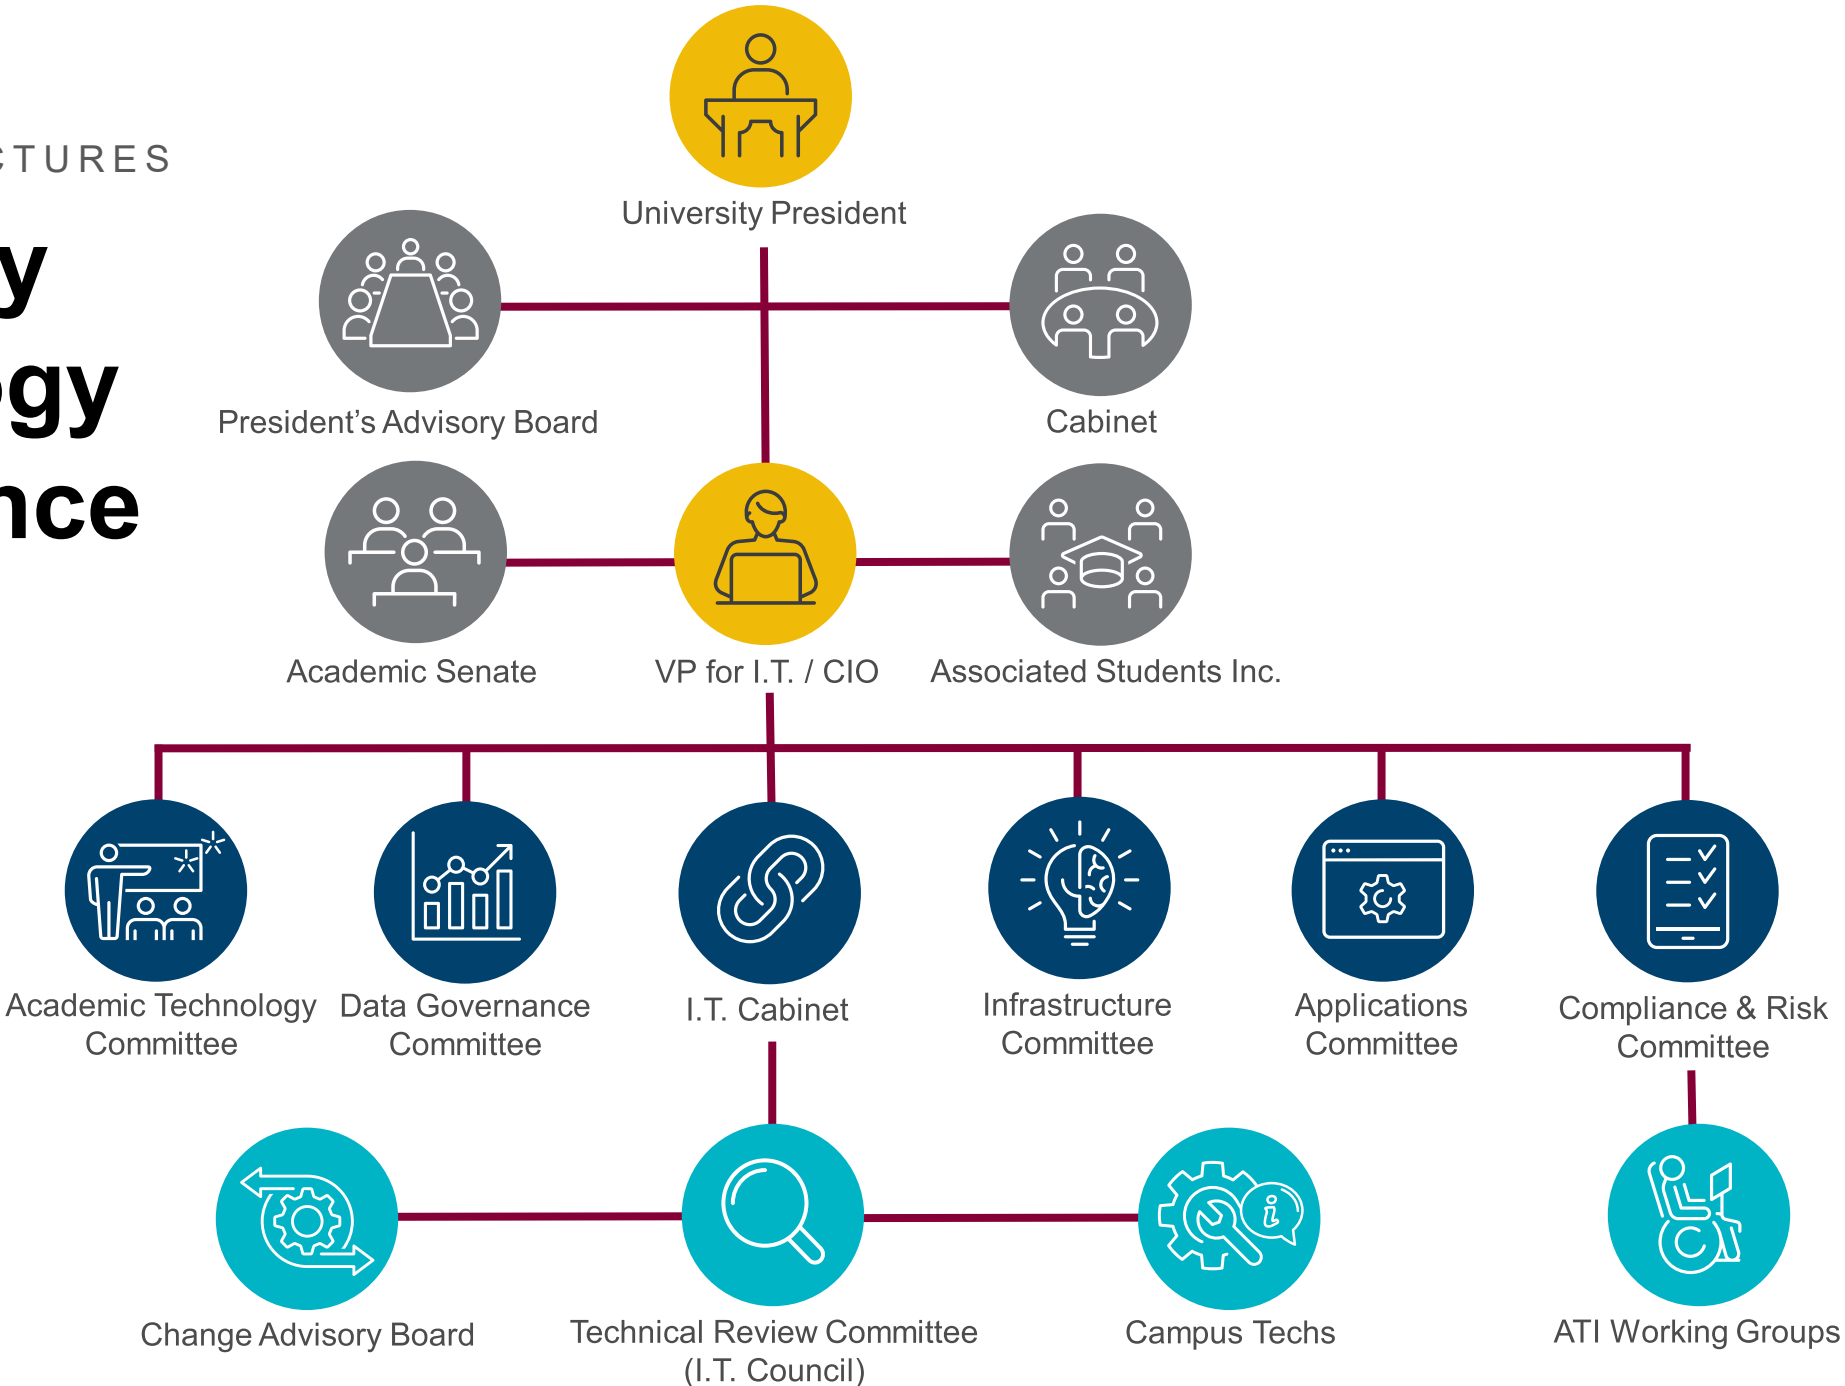 CTURES
y
gy
nce
University President
President's Advisory Board
Cabinet
Academic Senate
VP for I.T. / CIO
Associated Students Inc.
Academic Technology
Committee
Data Governance
Committee
I.T. Cabinet
Infrastructure
Committee
Applications
Committee
Compliance & Risk
Committee
i
Change Advisory Board
Technical Review Committee
(I.T. Council)
Campus Techs
ATI Working Groups